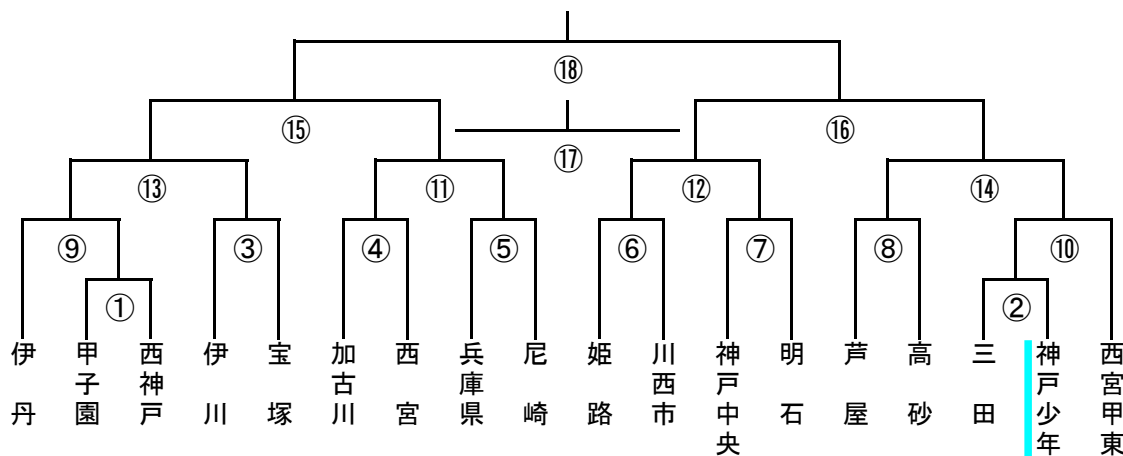 ⑱
⑮
⑯
⑰
⑬
⑪
⑫
⑭
⑨
③
④
⑤
⑥
⑦
⑧
⑩
①
②
伊丹
甲子園
西神戸
伊川
宝塚
加古川
西宮
兵庫県
尼崎
姫路
川西市
神戸中央
明石
芦屋
高砂
三田
神戸少年
西宮甲東